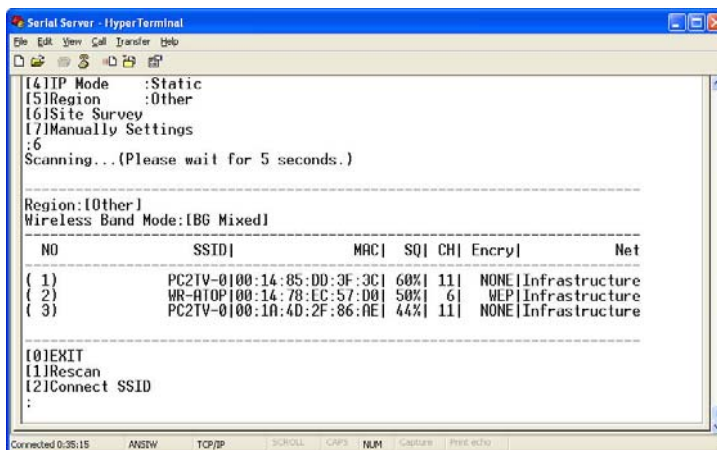 Serial Server - HyperTerminal
File Edit View Call Transfer Help
[4]IP Mode :Static
[5]Region :Other
[6]Site Survey
[7]Manually Settings
:6
Scanning...(Please wait for 5 seconds.)
Region:[Other]
Wireless Band Mode:[BG Mixed]
NO SSID| MAC| SQ| CH| Encry| Net
( 1) PC2TV-0|00:14:85:DD:3F:3C| 60%| 11| NONE|Infrastructure
( 2) WR-ATOP|00:14:78:EC:57:D0| 50%| 6| WEP|Infrastructure
( 3) PC2TV-0|00:1A:4D:2F:86:AE| 44%| 11| NONE|Infrastructure
[0]EXIT
[1]Rescan
[2]Connect SSID
:
Connected 0:35:15 ANSIW TCP/IP SCROLL CAPS NUM Capture Print echo